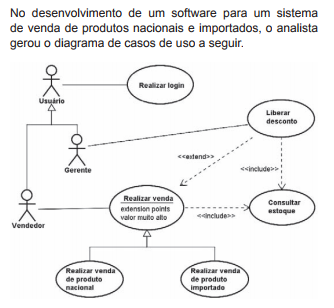 No desenvolvimento de um software para um sistema
de venda de produtos nacionais e importados, o analista
gerou o diagrama de casos de uso a seguir.
Realizar login
Usuário
Liberar
desconto
Gerente
<<extend>>
<<include>>
Realizar venda
extension points
valor muito alto
<<include>>
Consultar
estoque
Vendedor
Realizar venda
de produto
nacional
Realizar venda
de produto
importado